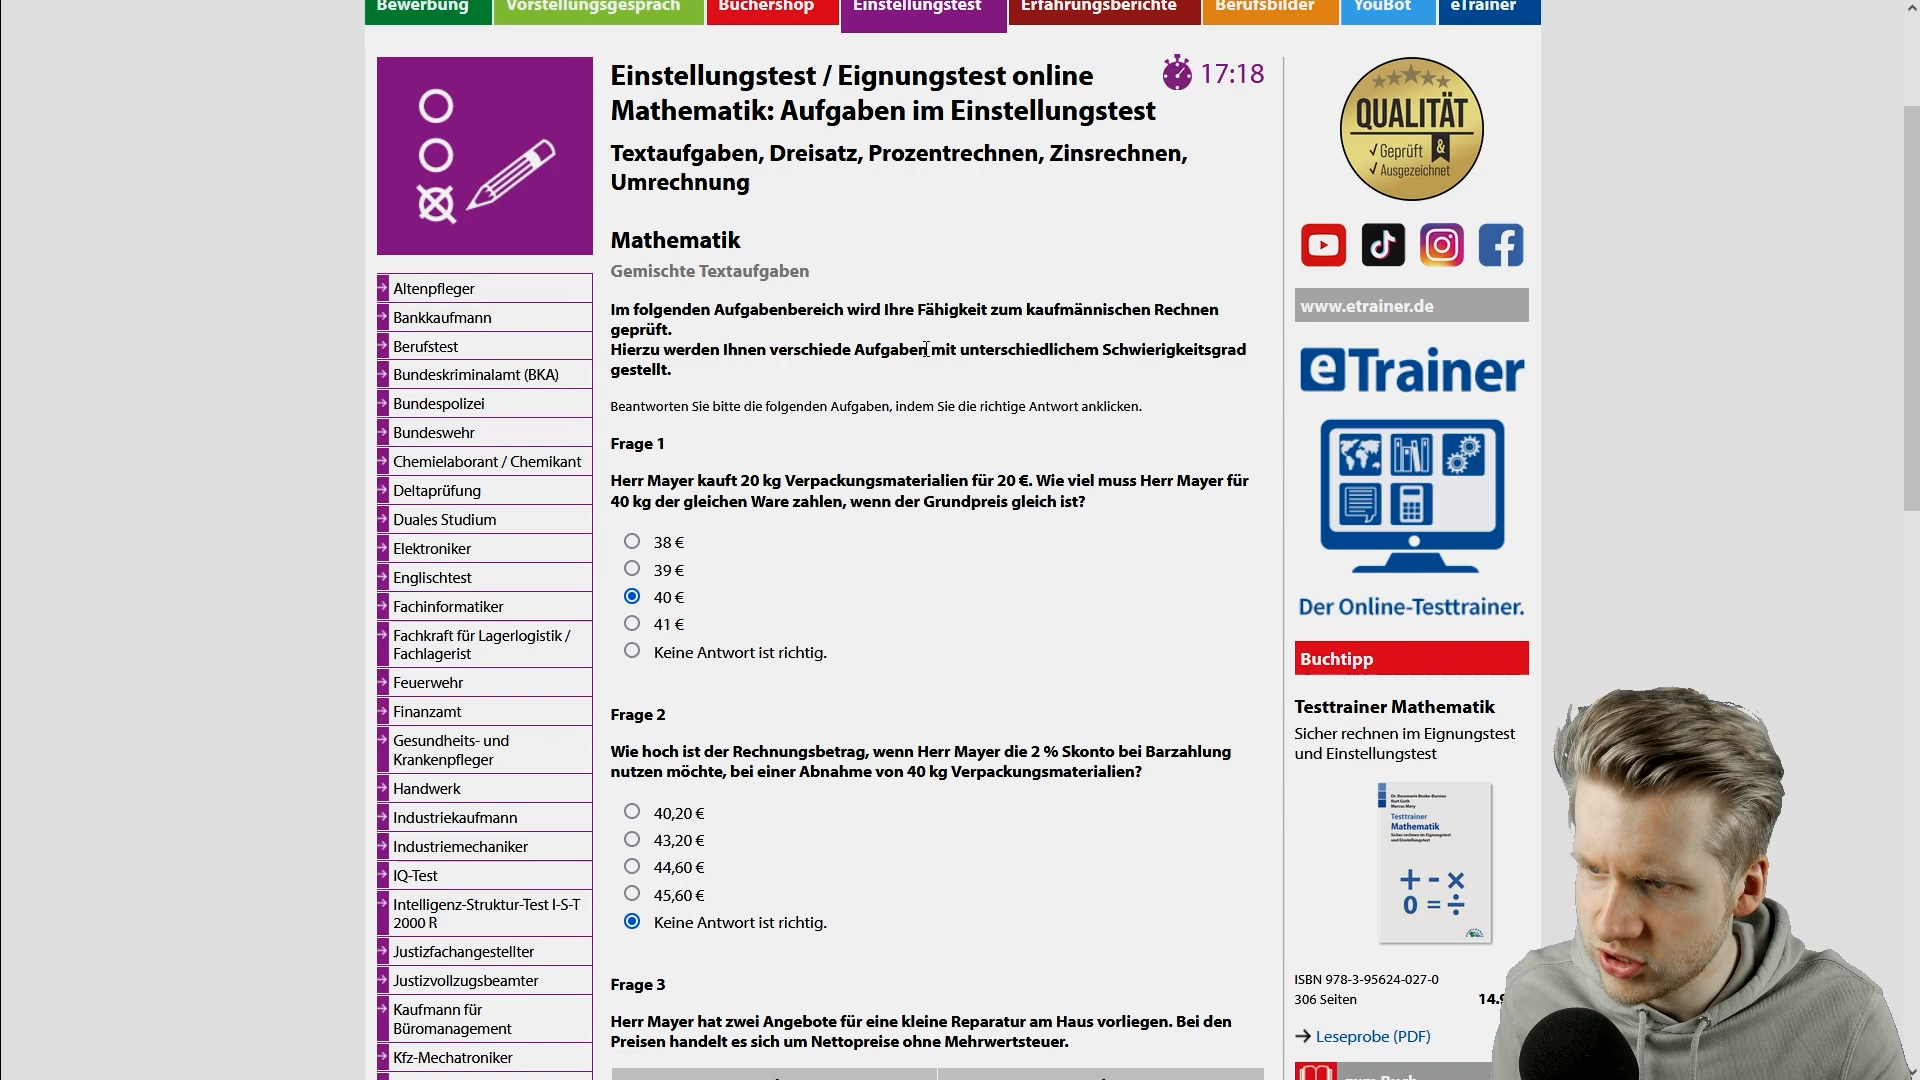 Bewerbung
Vorstellungsgespräch
Büchershop
Einstellungstest
Erfahrungsberichte
Berufsbilder
YouBot
eTrainer
Einstellungstest / Eignungstest online
17:18
Mathematik: Aufgaben im Einstellungstest
Textaufgaben, Dreisatz, Prozentrechnen, Zinsrechnen,
Umrechnung
Mathematik
Gemischte Textaufgaben
Im folgenden Aufgabenbereich wird Ihre Fähigkeit zum kaufmännischen Rechnen
geprüft.
Hierzu werden Ihnen verschiede Aufgaben mit unterschiedlichem Schwierigkeitsgrad
gestellt.
Beantworten Sie bitte die folgenden Aufgaben, indem Sie die richtige Antwort anklicken.
Frage 1
Herr Mayer kauft 20 kg Verpackungsmaterialien für 20 €. Wie viel muss Herr Mayer für
40 kg der gleichen Ware zahlen, wenn der Grundpreis gleich ist?
38 €
39 €
40 €
41 €
Keine Antwort ist richtig.
Frage 2
Wie hoch ist der Rechnungsbetrag, wenn Herr Mayer die 2 % Skonto bei Barzahlung
nutzen möchte, bei einer Abnahme von 40 kg Verpackungsmaterialien?
40,20 €
43,20 €
44,60 €
45,60 €
Keine Antwort ist richtig.
Frage 3
Herr Mayer hat zwei Angebote für eine kleine Reparatur am Haus vorliegen. Bei den
Preisen handelt es sich um Nettopreise ohne Mehrwertsteuer.
Altenpfleger
Bankkaufmann
Berufstest
Bundeskriminalamt (BKA)
Bundespolizei
Bundeswehr
Chemielaborant / Chemikant
Deltaprüfung
Duales Studium
Elektroniker
Englischtest
Fachinformatiker
Fachkraft für Lagerlogistik /
Fachlagerist
Feuerwehr
Finanzamt
Gesundheits- und
Krankenpfleger
Handwerk
Industriekaufmann
Industriemechaniker
IQ-Test
Intelligenz-Struktur-Test I-S-T
2000 R
Justizfachangestellter
Justizvollzugsbeamter
Kaufmann für
Büromanagement
Kfz-Mechatroniker
QUALITÄT
Geprüft &
Ausgezeichnet
www.etrainer.de
eTrainer
Der Online-Testtrainer.
Buchtipp
Testtrainer Mathematik
Sicher rechnen im Eignungstest
und Einstellungstest
Testtrainer
Mathematik
Sicher rechnen im Eignungstest
und Einstellungstest
+ - ×
0 = ÷
ISBN 978-3-95624-027-0
306 Seiten
14.9
Leseprobe (PDF)